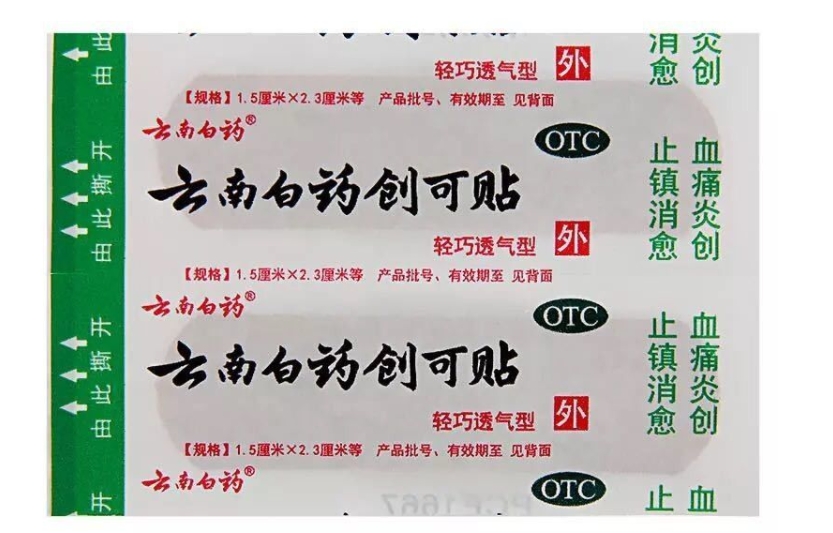 轻巧透气型 外
【规格】1.5厘米×2.3厘米等 产品批号、有效期至 见背面
云南白药®
OTC
云南白药创可贴
轻巧透气型 外
【规格】1.5厘米×2.3厘米等 产品批号、有效期至 见背面
云南白药®
OTC
云南白药创可贴
轻巧透气型 外
【规格】1.5厘米×2.3厘米等 产品批号、有效期至 见背面
云南白药®
OTC
由此
由此撕开
由此撕开
开
消炎
愈创
止血
镇痛
消炎
愈创
止血
镇痛
消炎
愈创
止血